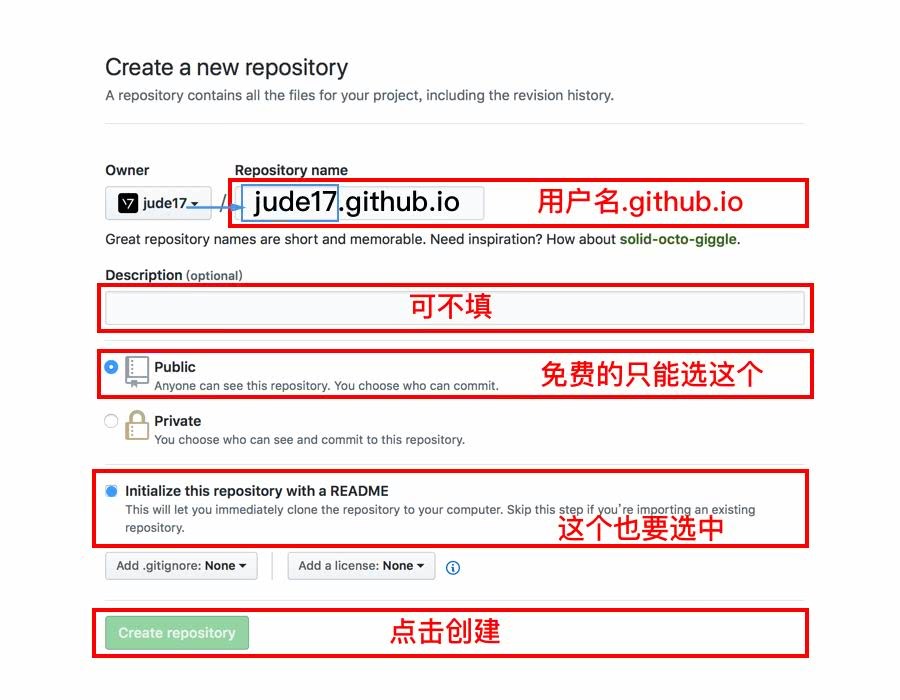 Create a new repository
A repository contains all the files for your project, including the revision history.
Owner
Repository name
jude17
/
jude17.github.io
用户名.github.io
Great repository names are short and memorable. Need inspiration? How about solid-octo-giggle.
Description (optional)
可不填
Public
Anyone can see this repository. You choose who can commit.
免费的只能选这个
Private
You choose who can see and commit to this repository.
Initialize this repository with a README
This will let you immediately clone the repository to your computer. Skip this step if you're importing an existing
repository.
这个也要选中
Add .gitignore: None
Add a license: None
Create repository
点击创建